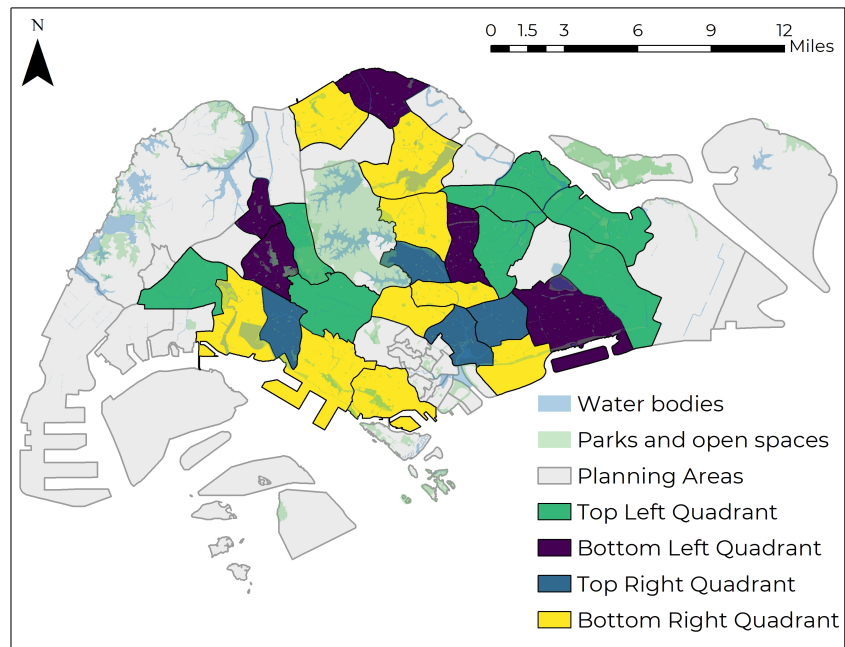 N
0 1.5 3 6 9 12
Miles
Water bodies
Parks and open spaces
Planning Areas
Top Left Quadrant
Bottom Left Quadrant
Top Right Quadrant
Bottom Right Quadrant